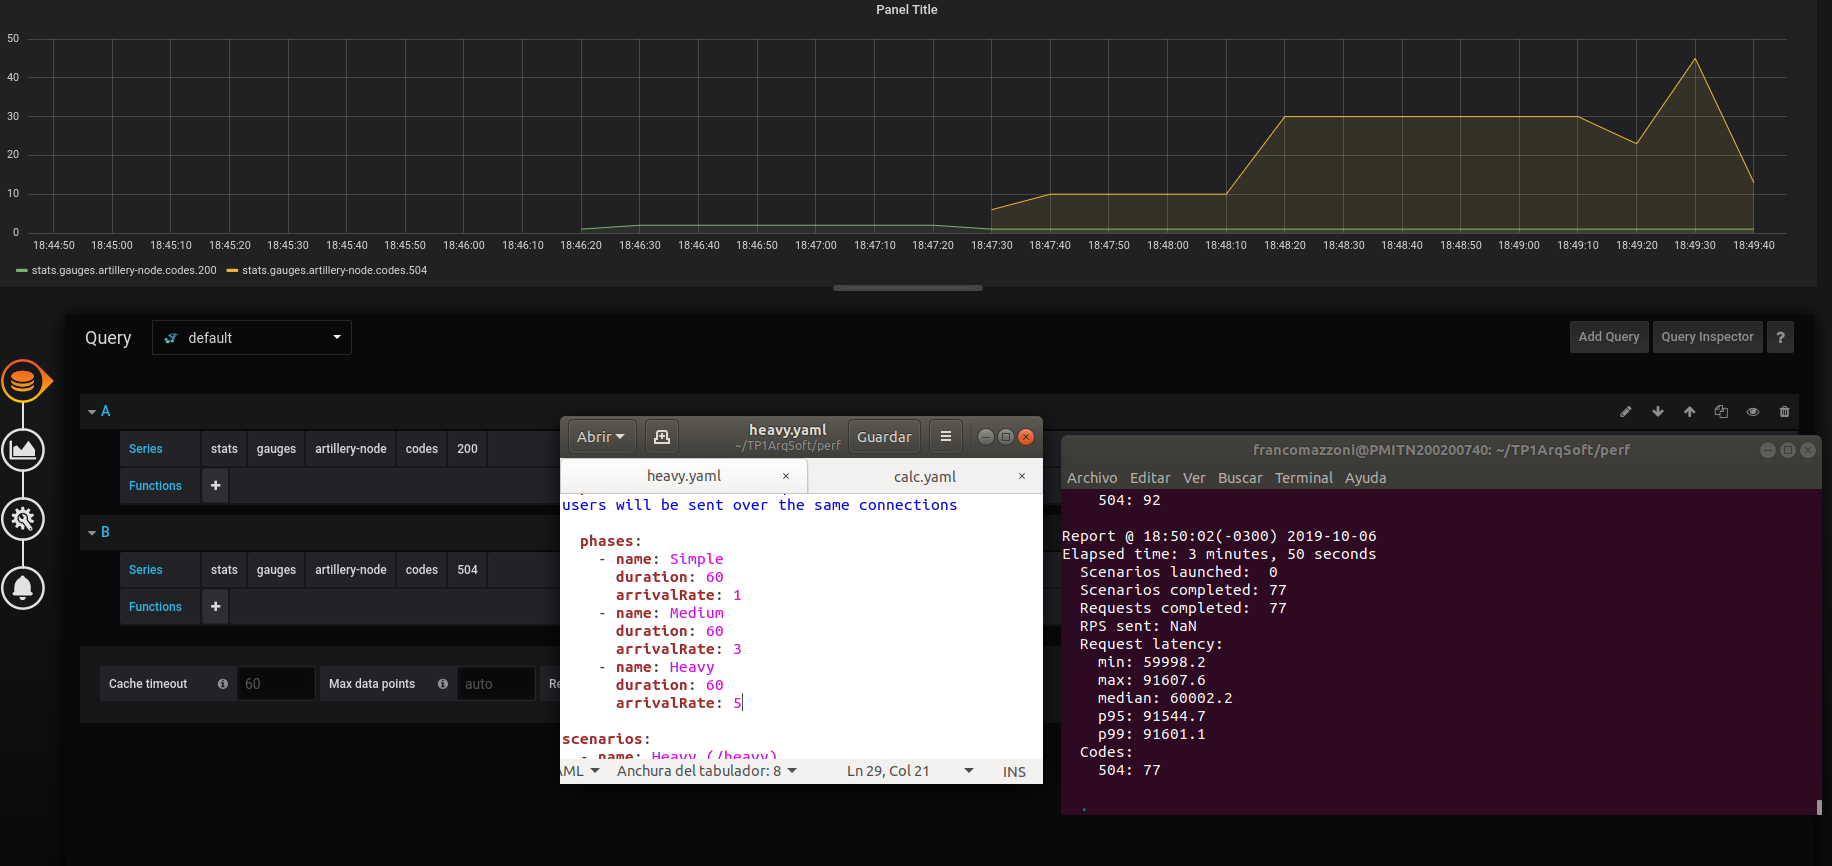 Panel Title
50
40
30
20
10
0
18:44:50 18:45:00 18:45:10 18:45:20 18:45:30 18:45:40 18:45:50 18:46:00 18:46:10 18:46:20 18:46:30 18:46:40 18:46:50 18:47:00 18:47:10 18:47:20 18:47:30 18:47:40 18:47:50 18:48:00 18:48:10 18:48:20 18:48:30 18:48:40 18:48:50 18:49:00 18:49:10 18:49:20 18:49:30 18:49:40
stats.gauges.artillery-node.codes.200 stats.gauges.artillery-node.codes.504
Query default Add Query Query Inspector ?
A
Series stats gauges artillery-node codes 200
Functions +
B
Series stats gauges artillery-node codes 504
Functions +
Cache timeout 60 Max data points auto Re
Abrir heavy.yaml Guardar
~/TP1ArqSoft/perf
heavy.yaml × calc.yaml ×
users will be sent over the same connections
phases:
- name: Simple
duration: 60
arrivalRate: 1
- name: Medium
duration: 60
arrivalRate: 3
- name: Heavy
duration: 60
arrivalRate: 5
scenarios:
- name: Heavy (/heavy)
AML Anchura del tabulador: 8 Ln 29, Col 21 INS
francomazzoni@PMITN200200740: ~/TP1ArqSoft/perf
Archivo Editar Ver Buscar Terminal Ayuda
504: 92
Report @ 18:50:02(-0300) 2019-10-06
Elapsed time: 3 minutes, 50 seconds
Scenarios launched: 0
Scenarios completed: 77
Requests completed: 77
RPS sent: NaN
Request latency:
min: 59998.2
max: 91607.6
median: 60002.2
p95: 91544.7
p99: 91601.1
Codes:
504: 77